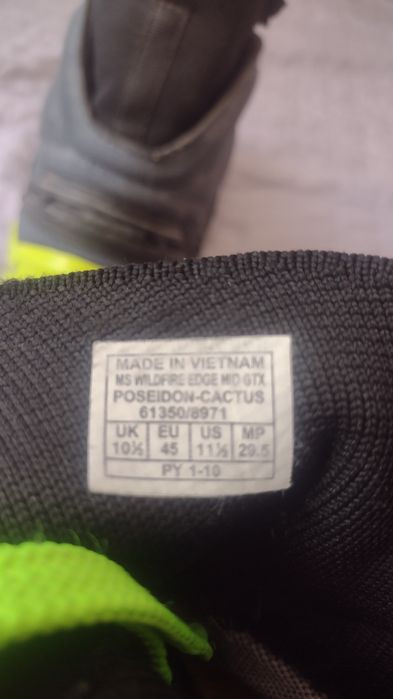 MADE IN VIETNAM
MS WILDFIRE EDGE MID GTX
POSEIDON-CACTUS
61350/8971
UK EU US MP
10½ 45 11½ 29.5
PY 1-10